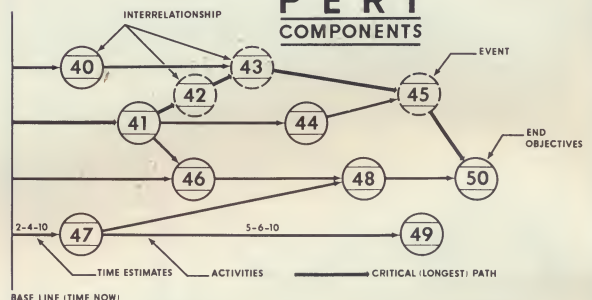 PERT
COMPONENTS
INTERRELATIONSHIP
EVENT
40
43
42
45
41
44
END
OBJECTIVES
46
48
50
2-4-10
47
5-6-10
49
TIME ESTIMATES
ACTIVITIES
CRITICAL (LONGEST) PATH
BASE LINE (TIME NOW)